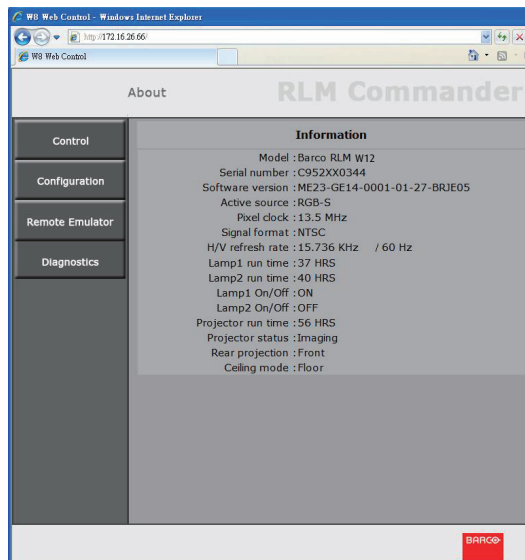 W8 Web Control - Windows Internet Explorer
http://172.16.26.66/
W8 Web Control
About
RLM Commander
Control
Configuration
Remote Emulator
Diagnostics
Information
Model :Barco RLM W12
Serial number :C952XX0344
Software version :ME23-GE14-0001-01-27-BRJE05
Active source :RGB-S
Pixel clock :13.5 MHz
Signal format :NTSC
H/V refresh rate :15.736 KHz / 60 Hz
Lamp1 run time :37 HRS
Lamp2 run time :40 HRS
Lamp1 On/Off :ON
Lamp2 On/Off :OFF
Projector run time :56 HRS
Projector status :Imaging
Rear projection :Front
Ceiling mode :Floor
BARCO